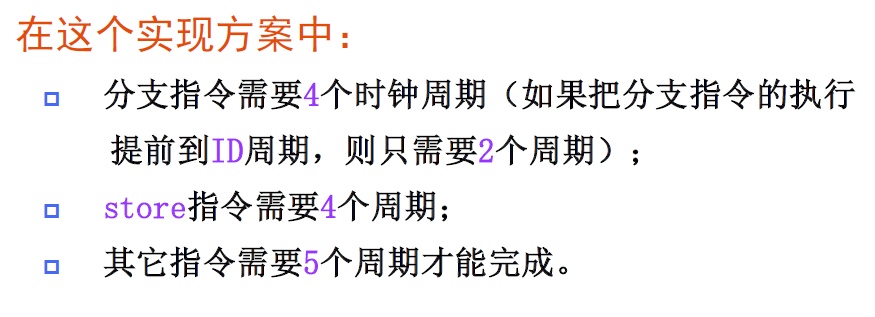 在这个实现方案中：
分支指令需要4个时钟周期（如果把分支指令的执行
提前到ID周期，则只需要2个周期）；
store指令需要4个周期；
其它指令需要5个周期才能完成。